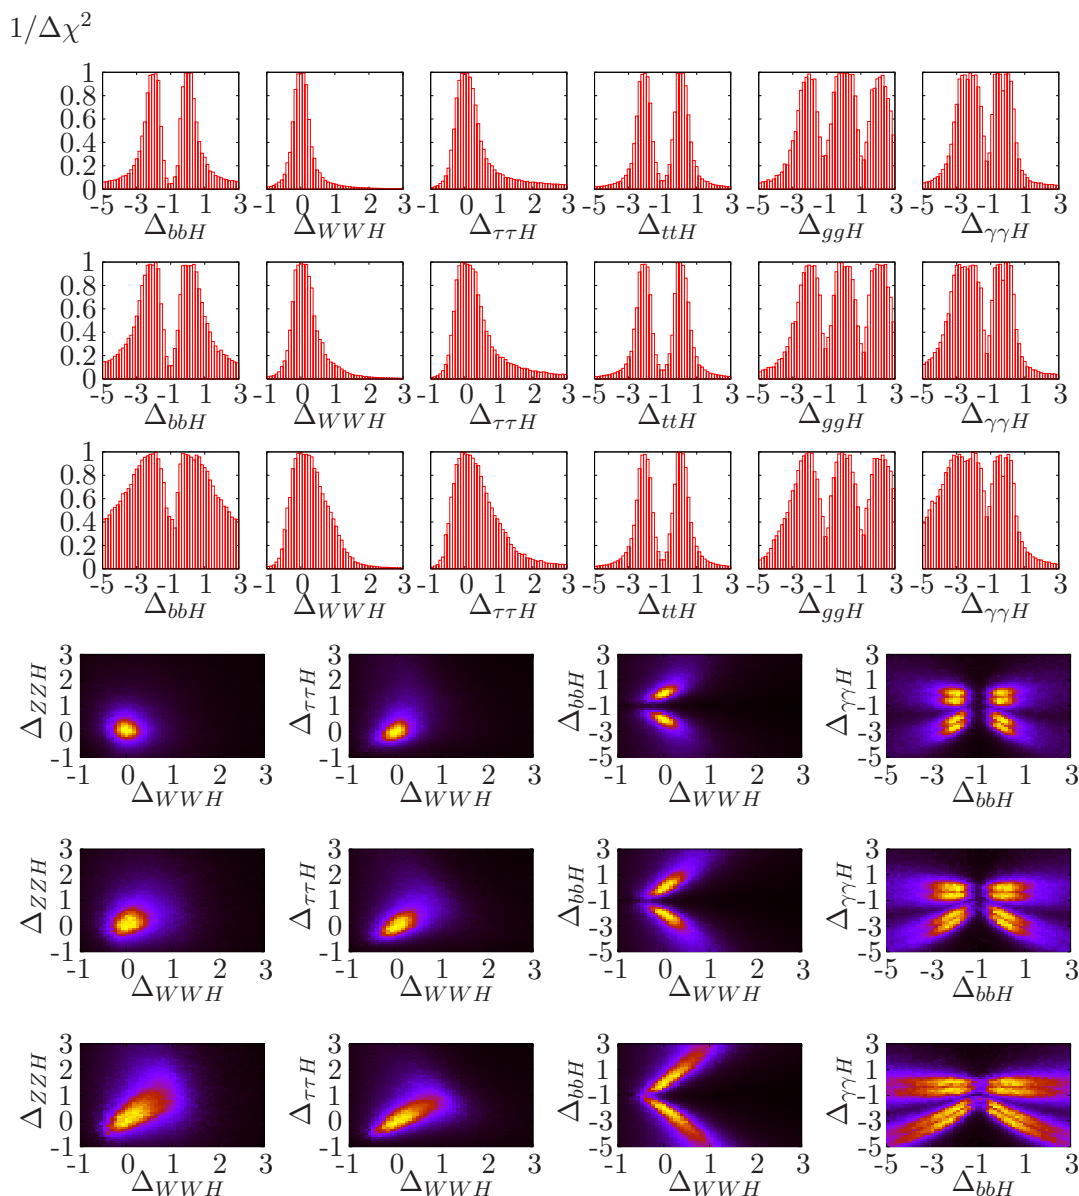 1/Δχ²
1 0.8 0.6 0.4 0.2 0
-5 -3 -1 1 3 -1 0 1 2 3 -1 0 1 2 3 -5 -3 -1 1 3 -5 -3 -1 1 3 -5 -3 -1 1 3
Δ_bbH Δ_WWH Δ_ττH Δ_ttH Δ_ggH Δ_γγH
1 0.8 0.6 0.4 0.2 0
-5 -3 -1 1 3 -1 0 1 2 3 -1 0 1 2 3 -5 -3 -1 1 3 -5 -3 -1 1 3 -5 -3 -1 1 3
Δ_bbH Δ_WWH Δ_ττH Δ_ttH Δ_ggH Δ_γγH
1 0.8 0.6 0.4 0.2 0
-5 -3 -1 1 3 -1 0 1 2 3 -1 0 1 2 3 -5 -3 -1 1 3 -5 -3 -1 1 3 -5 -3 -1 1 3
Δ_bbH Δ_WWH Δ_ττH Δ_ttH Δ_ggH Δ_γγH
Δ_ZZH 3 2 1 0 -1 Δ_ττH 3 2 1 0 -1 Δ_bbH 3 1 -1 -3 -5 Δ_γγH 3 1 -1 -3 -5
-1 0 1 2 3 -1 0 1 2 3 -1 0 1 2 3 -5 -3 -1 1 3
Δ_WWH Δ_WWH Δ_WWH Δ_bbH
Δ_ZZH 3 2 1 0 -1 Δ_ττH 3 2 1 0 -1 Δ_bbH 3 1 -1 -3 -5 Δ_γγH 3 1 -1 -3 -5
-1 0 1 2 3 -1 0 1 2 3 -1 0 1 2 3 -5 -3 -1 1 3
Δ_WWH Δ_WWH Δ_WWH Δ_bbH
Δ_ZZH 3 2 1 0 -1 Δ_ττH 3 2 1 0 -1 Δ_bbH 3 1 -1 -3 -5 Δ_γγH 3 1 -1 -3 -5
-1 0 1 2 3 -1 0 1 2 3 -1 0 1 2 3 -5 -3 -1 1 3
Δ_WWH Δ_WWH Δ_WWH Δ_bbH